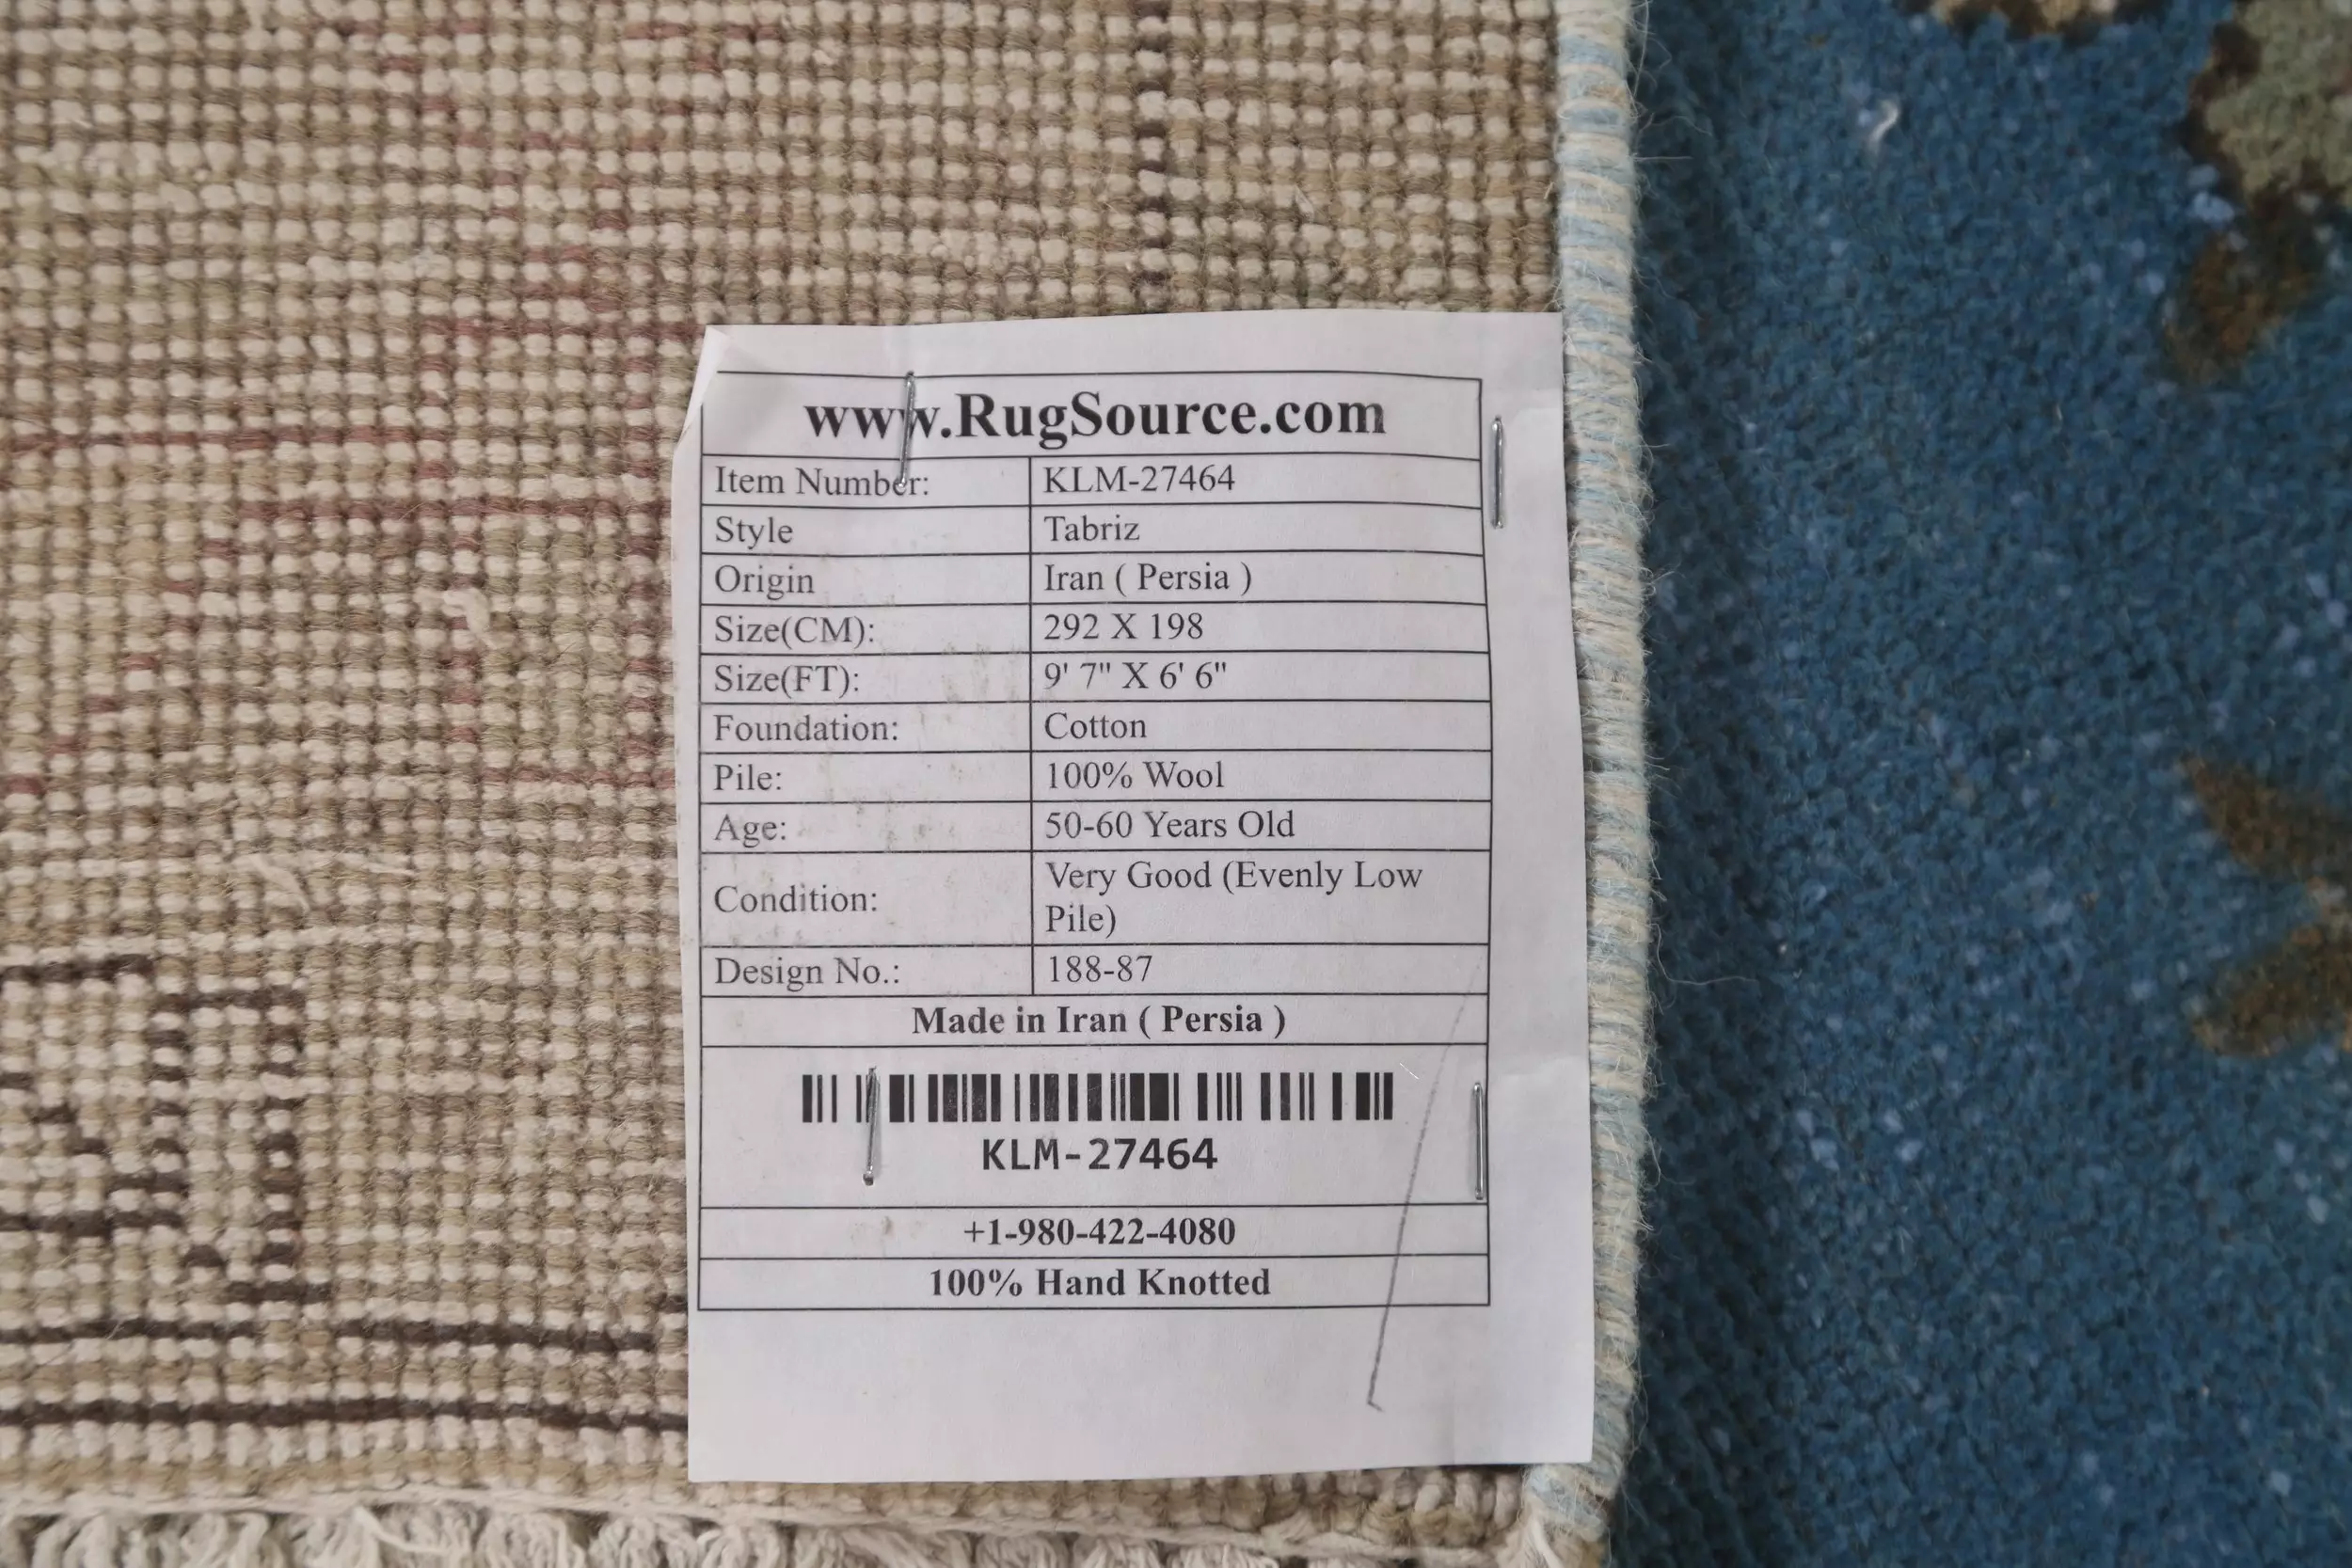 www.RugSource.com
Item Number: KLM-27464
Style Tabriz
Origin Iran ( Persia )
Size(CM): 292 X 198
Size(FT): 9' 7" X 6' 6"
Foundation: Cotton
Pile: 100% Wool
Age: 50-60 Years Old
Condition: Very Good (Evenly Low
Pile)
Design No.: 188-87
Made in Iran ( Persia )
KLM-27464
+1-980-422-4080
100% Hand Knotted